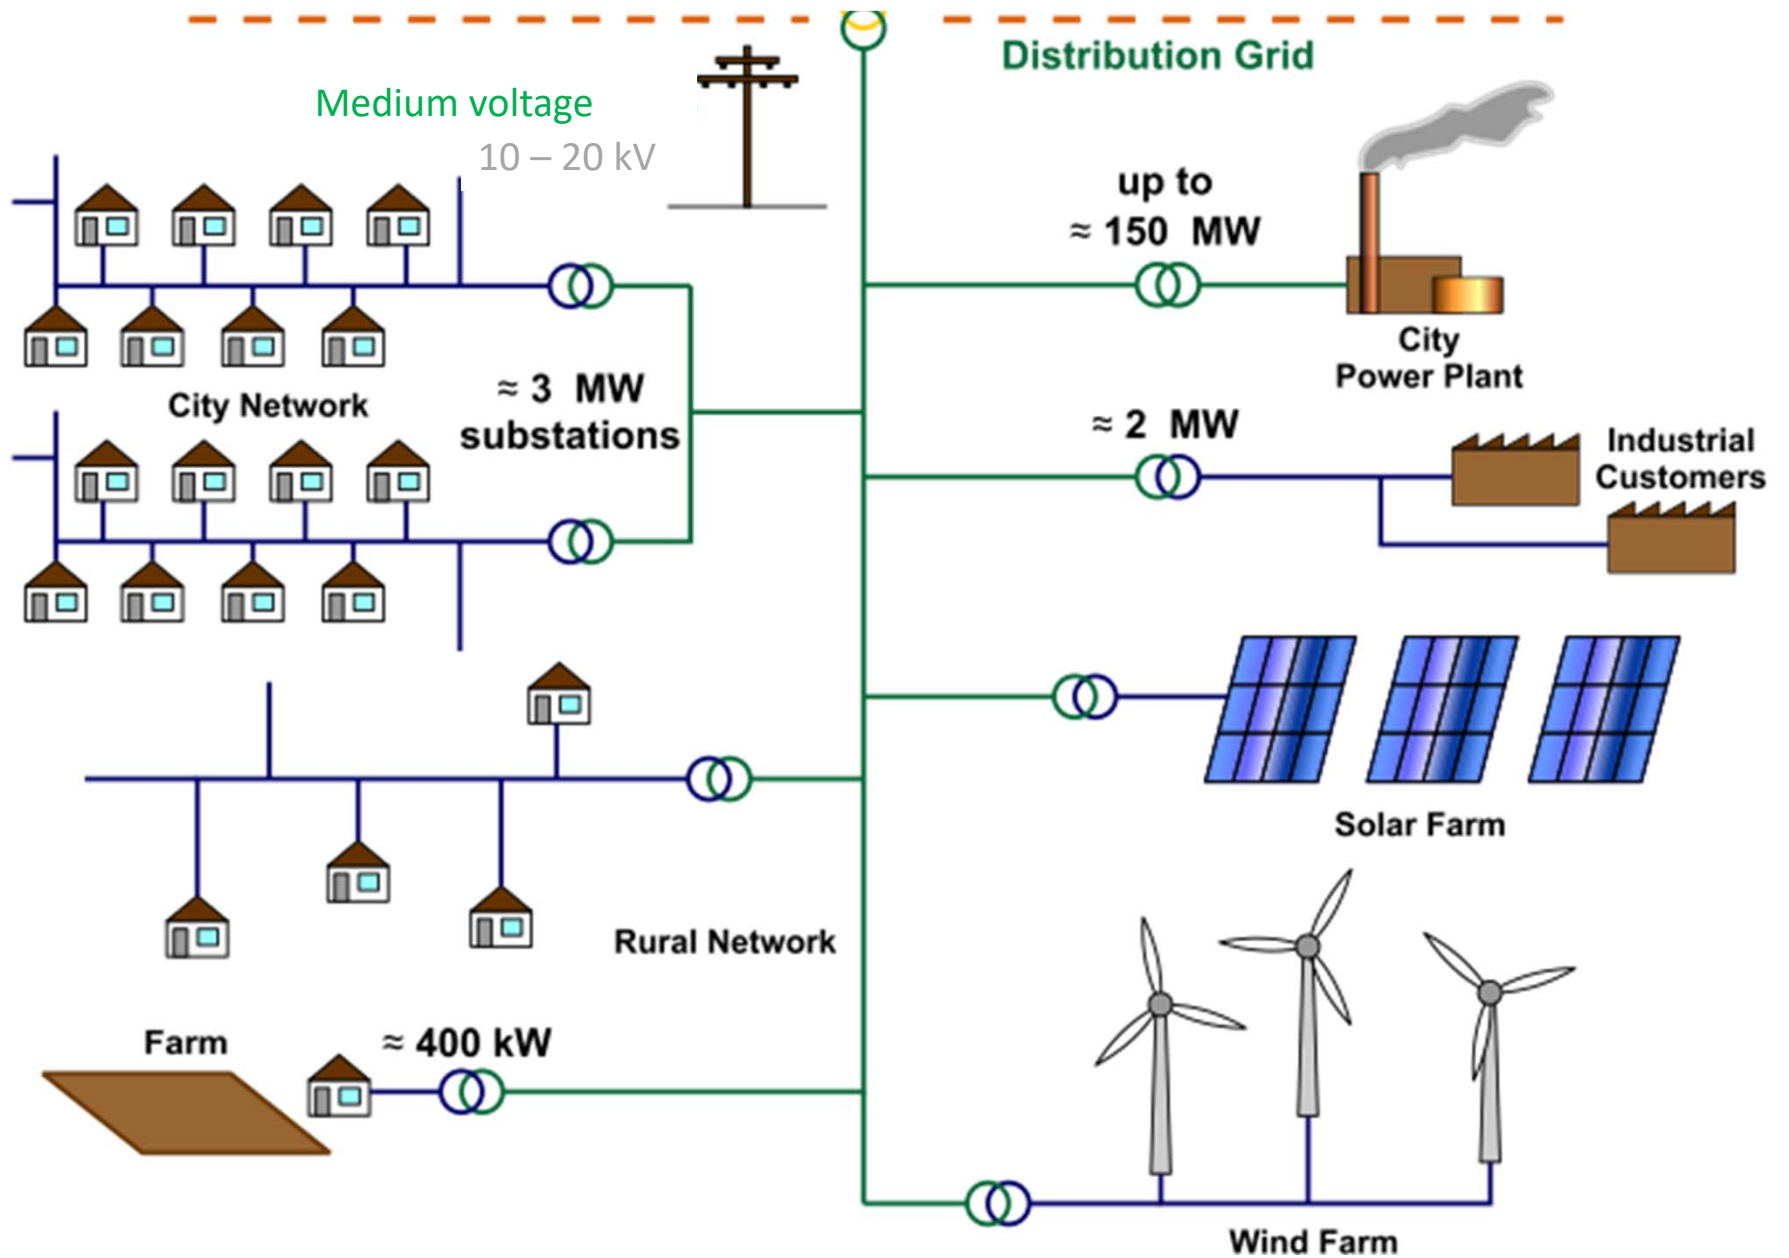 Distribution Grid
Medium voltage
10 – 20 kV
up to
≈ 150 MW
City
Power Plant
City Network
≈ 3 MW
substations
≈ 2 MW
Industrial
Customers
Solar Farm
Rural Network
Farm
≈ 400 kW
Wind Farm